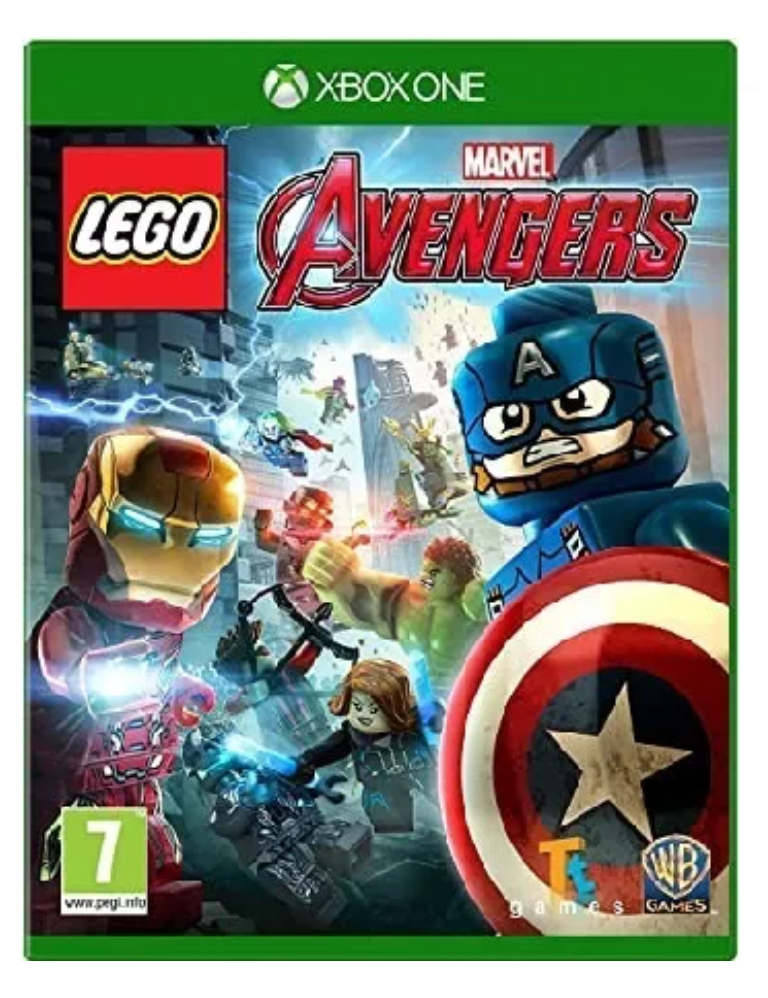 XBOX ONE
LEGO
MARVEL
AVENGERS
A
7
www.pegi.info
Tt
games
WB
GAMES